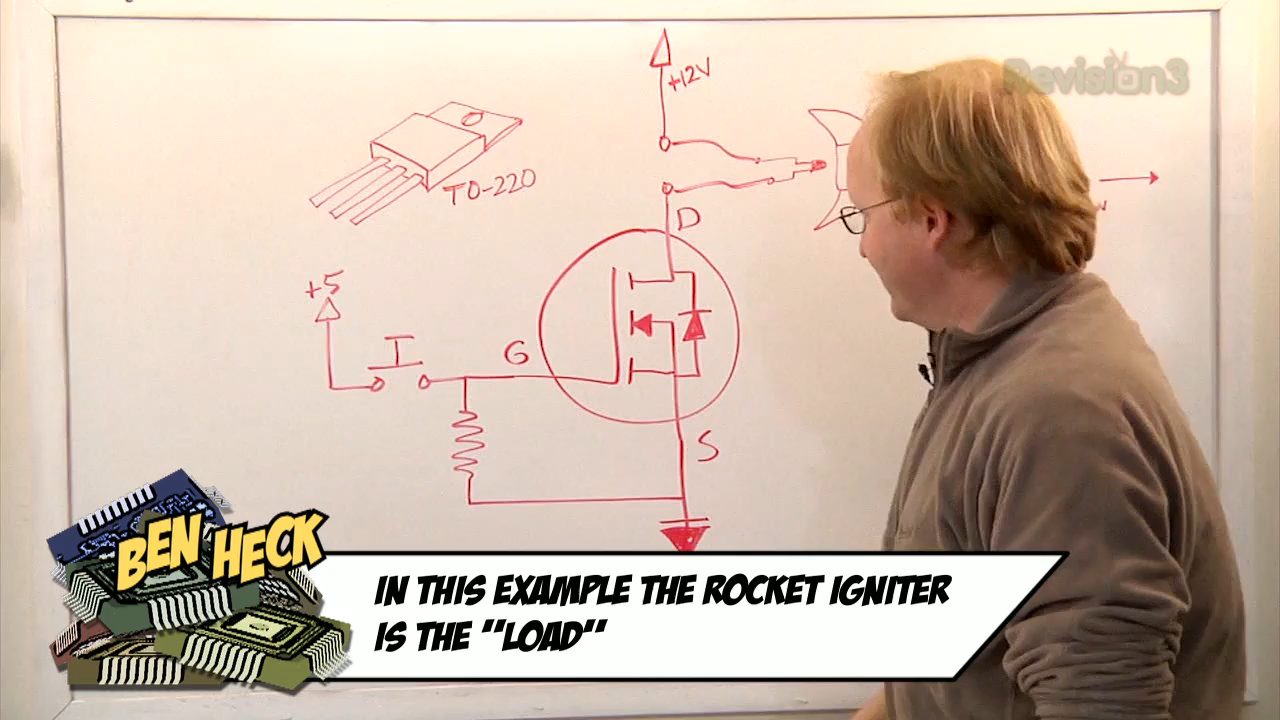 Revision3
+12V
TO-220
D
+5
G
S
BEN HECK
IN THIS EXAMPLE THE ROCKET IGNITER
IS THE "LOAD"